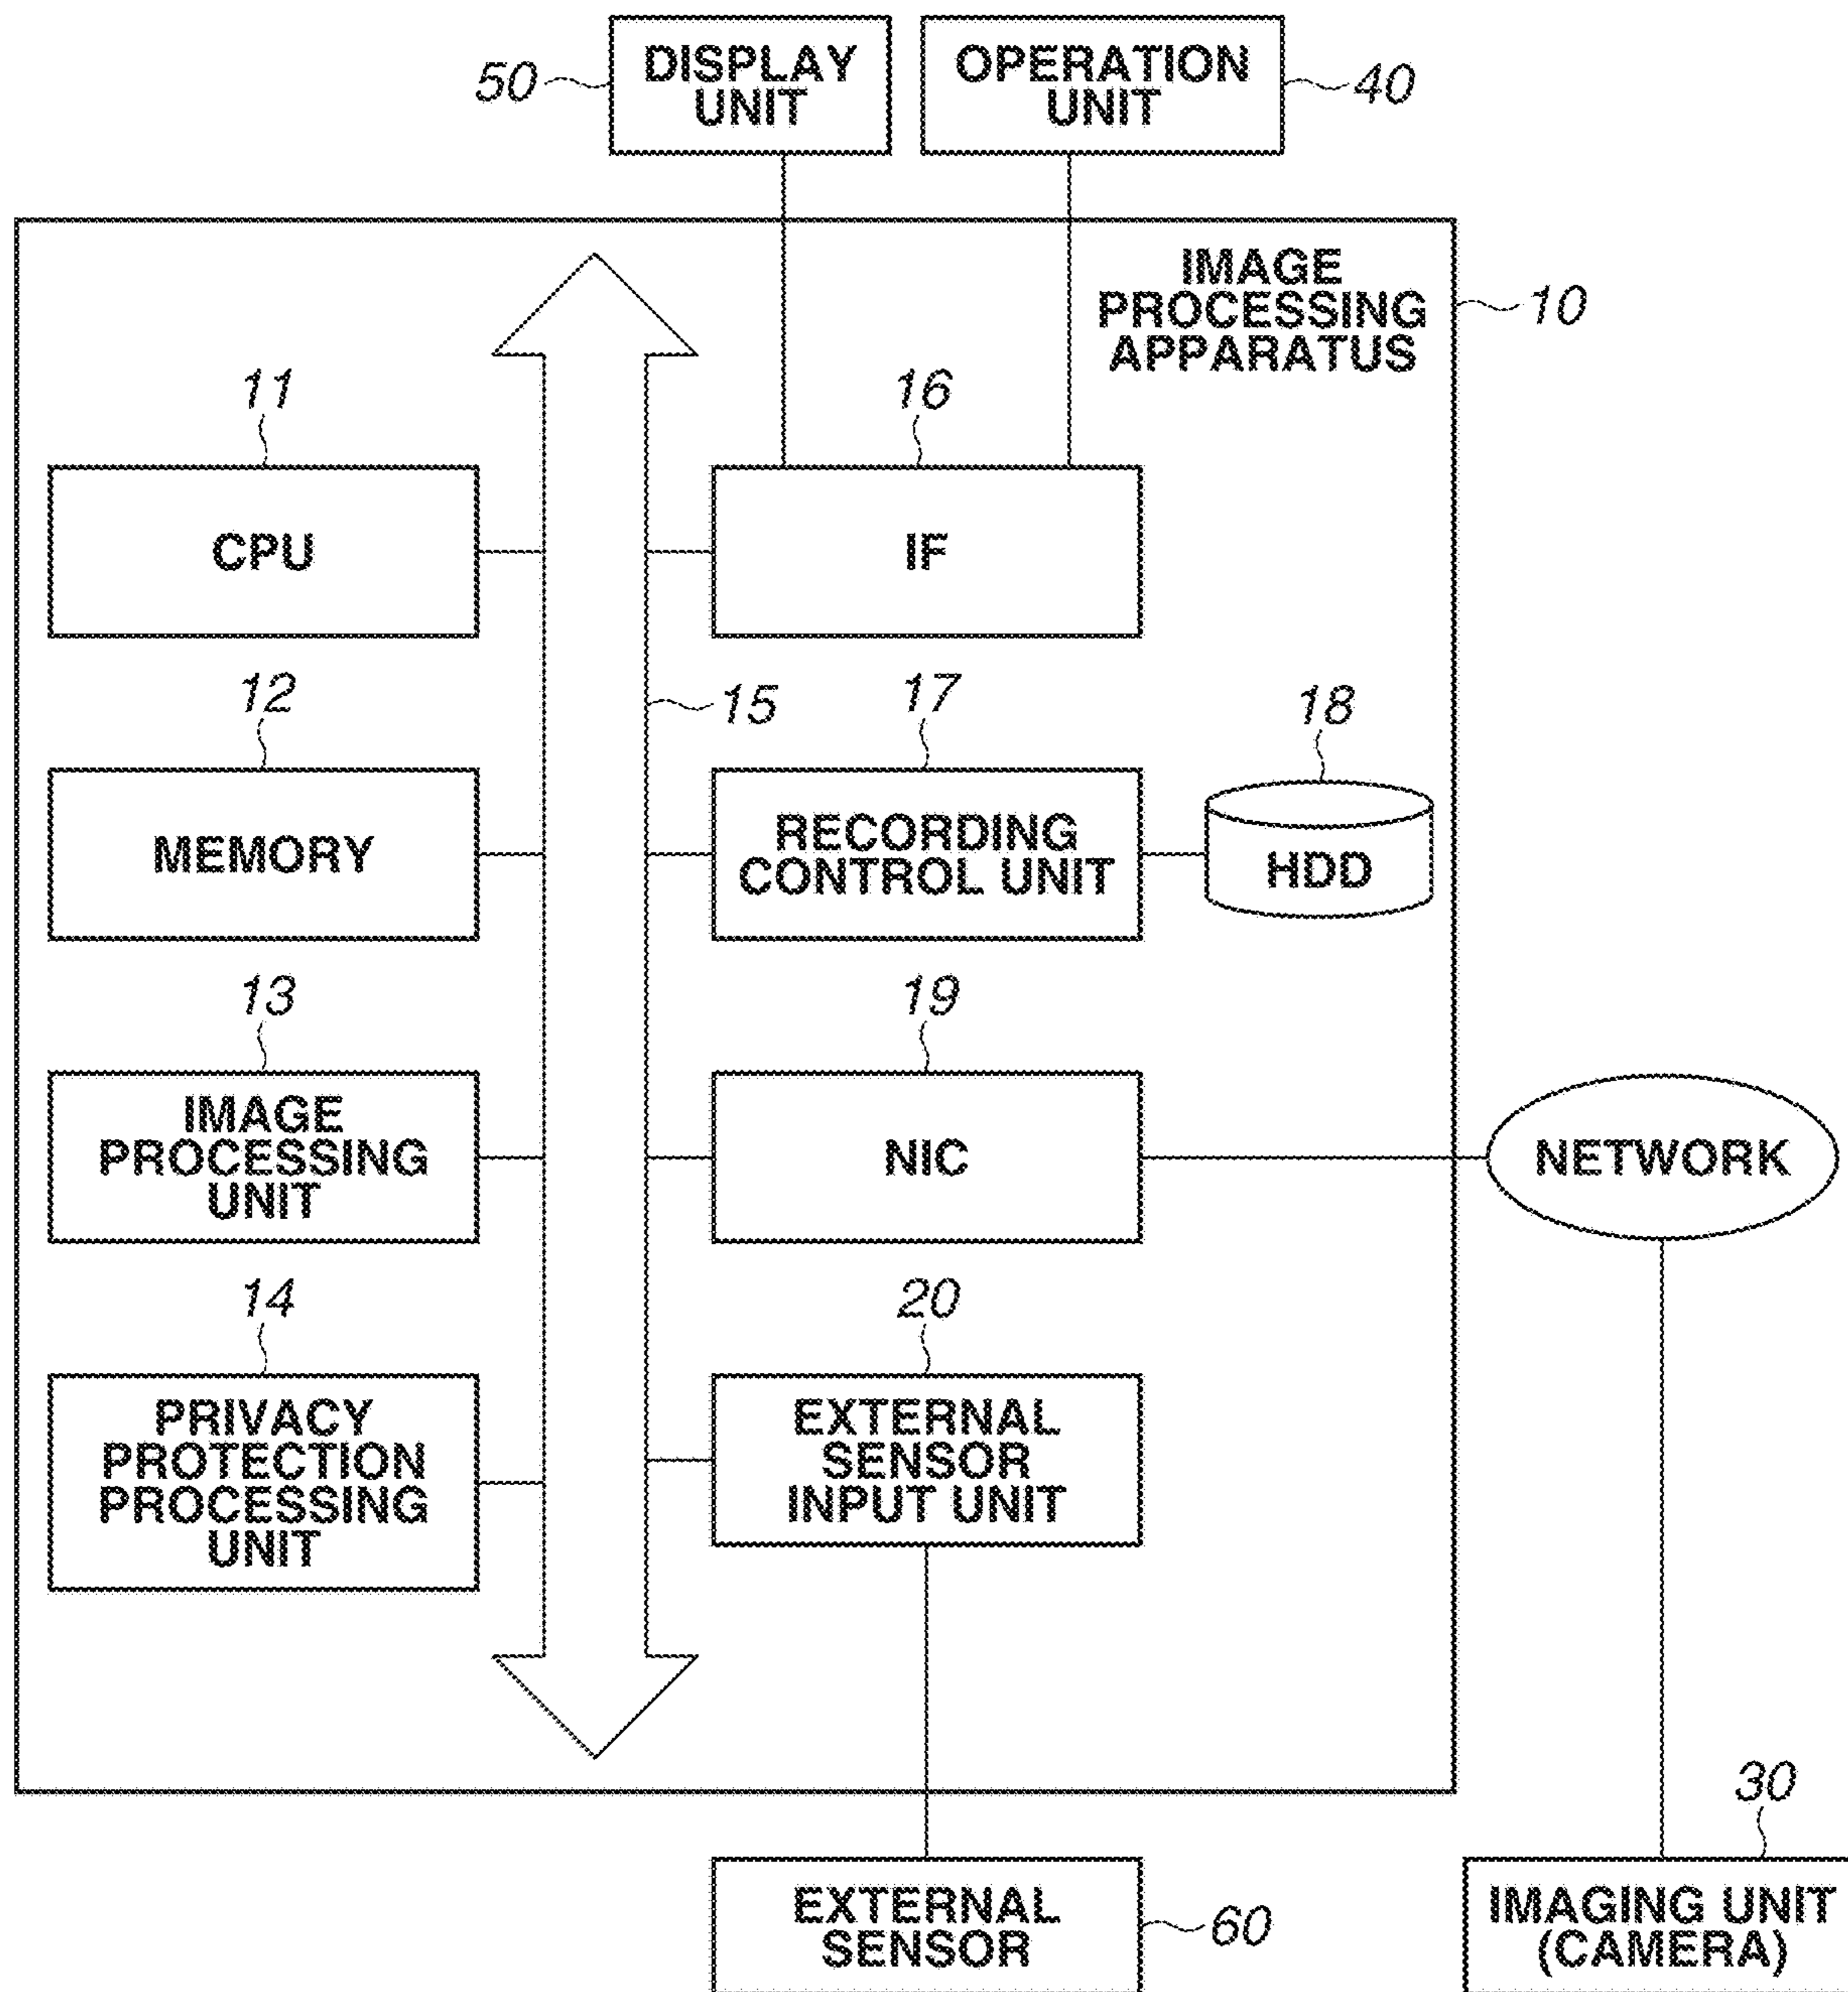 50
DISPLAY
UNIT
OPERATION
UNIT
40
IMAGE
PROCESSING
APPARATUS
10
11
CPU
16
IF
12
MEMORY
15
17
RECORDING
CONTROL UNIT
18
HDD
13
IMAGE
PROCESSING
UNIT
19
NIC
NETWORK
14
PRIVACY
PROTECTION
PROCESSING
UNIT
20
EXTERNAL
SENSOR
INPUT UNIT
EXTERNAL
SENSOR
60
30
IMAGING UNIT
(CAMERA)